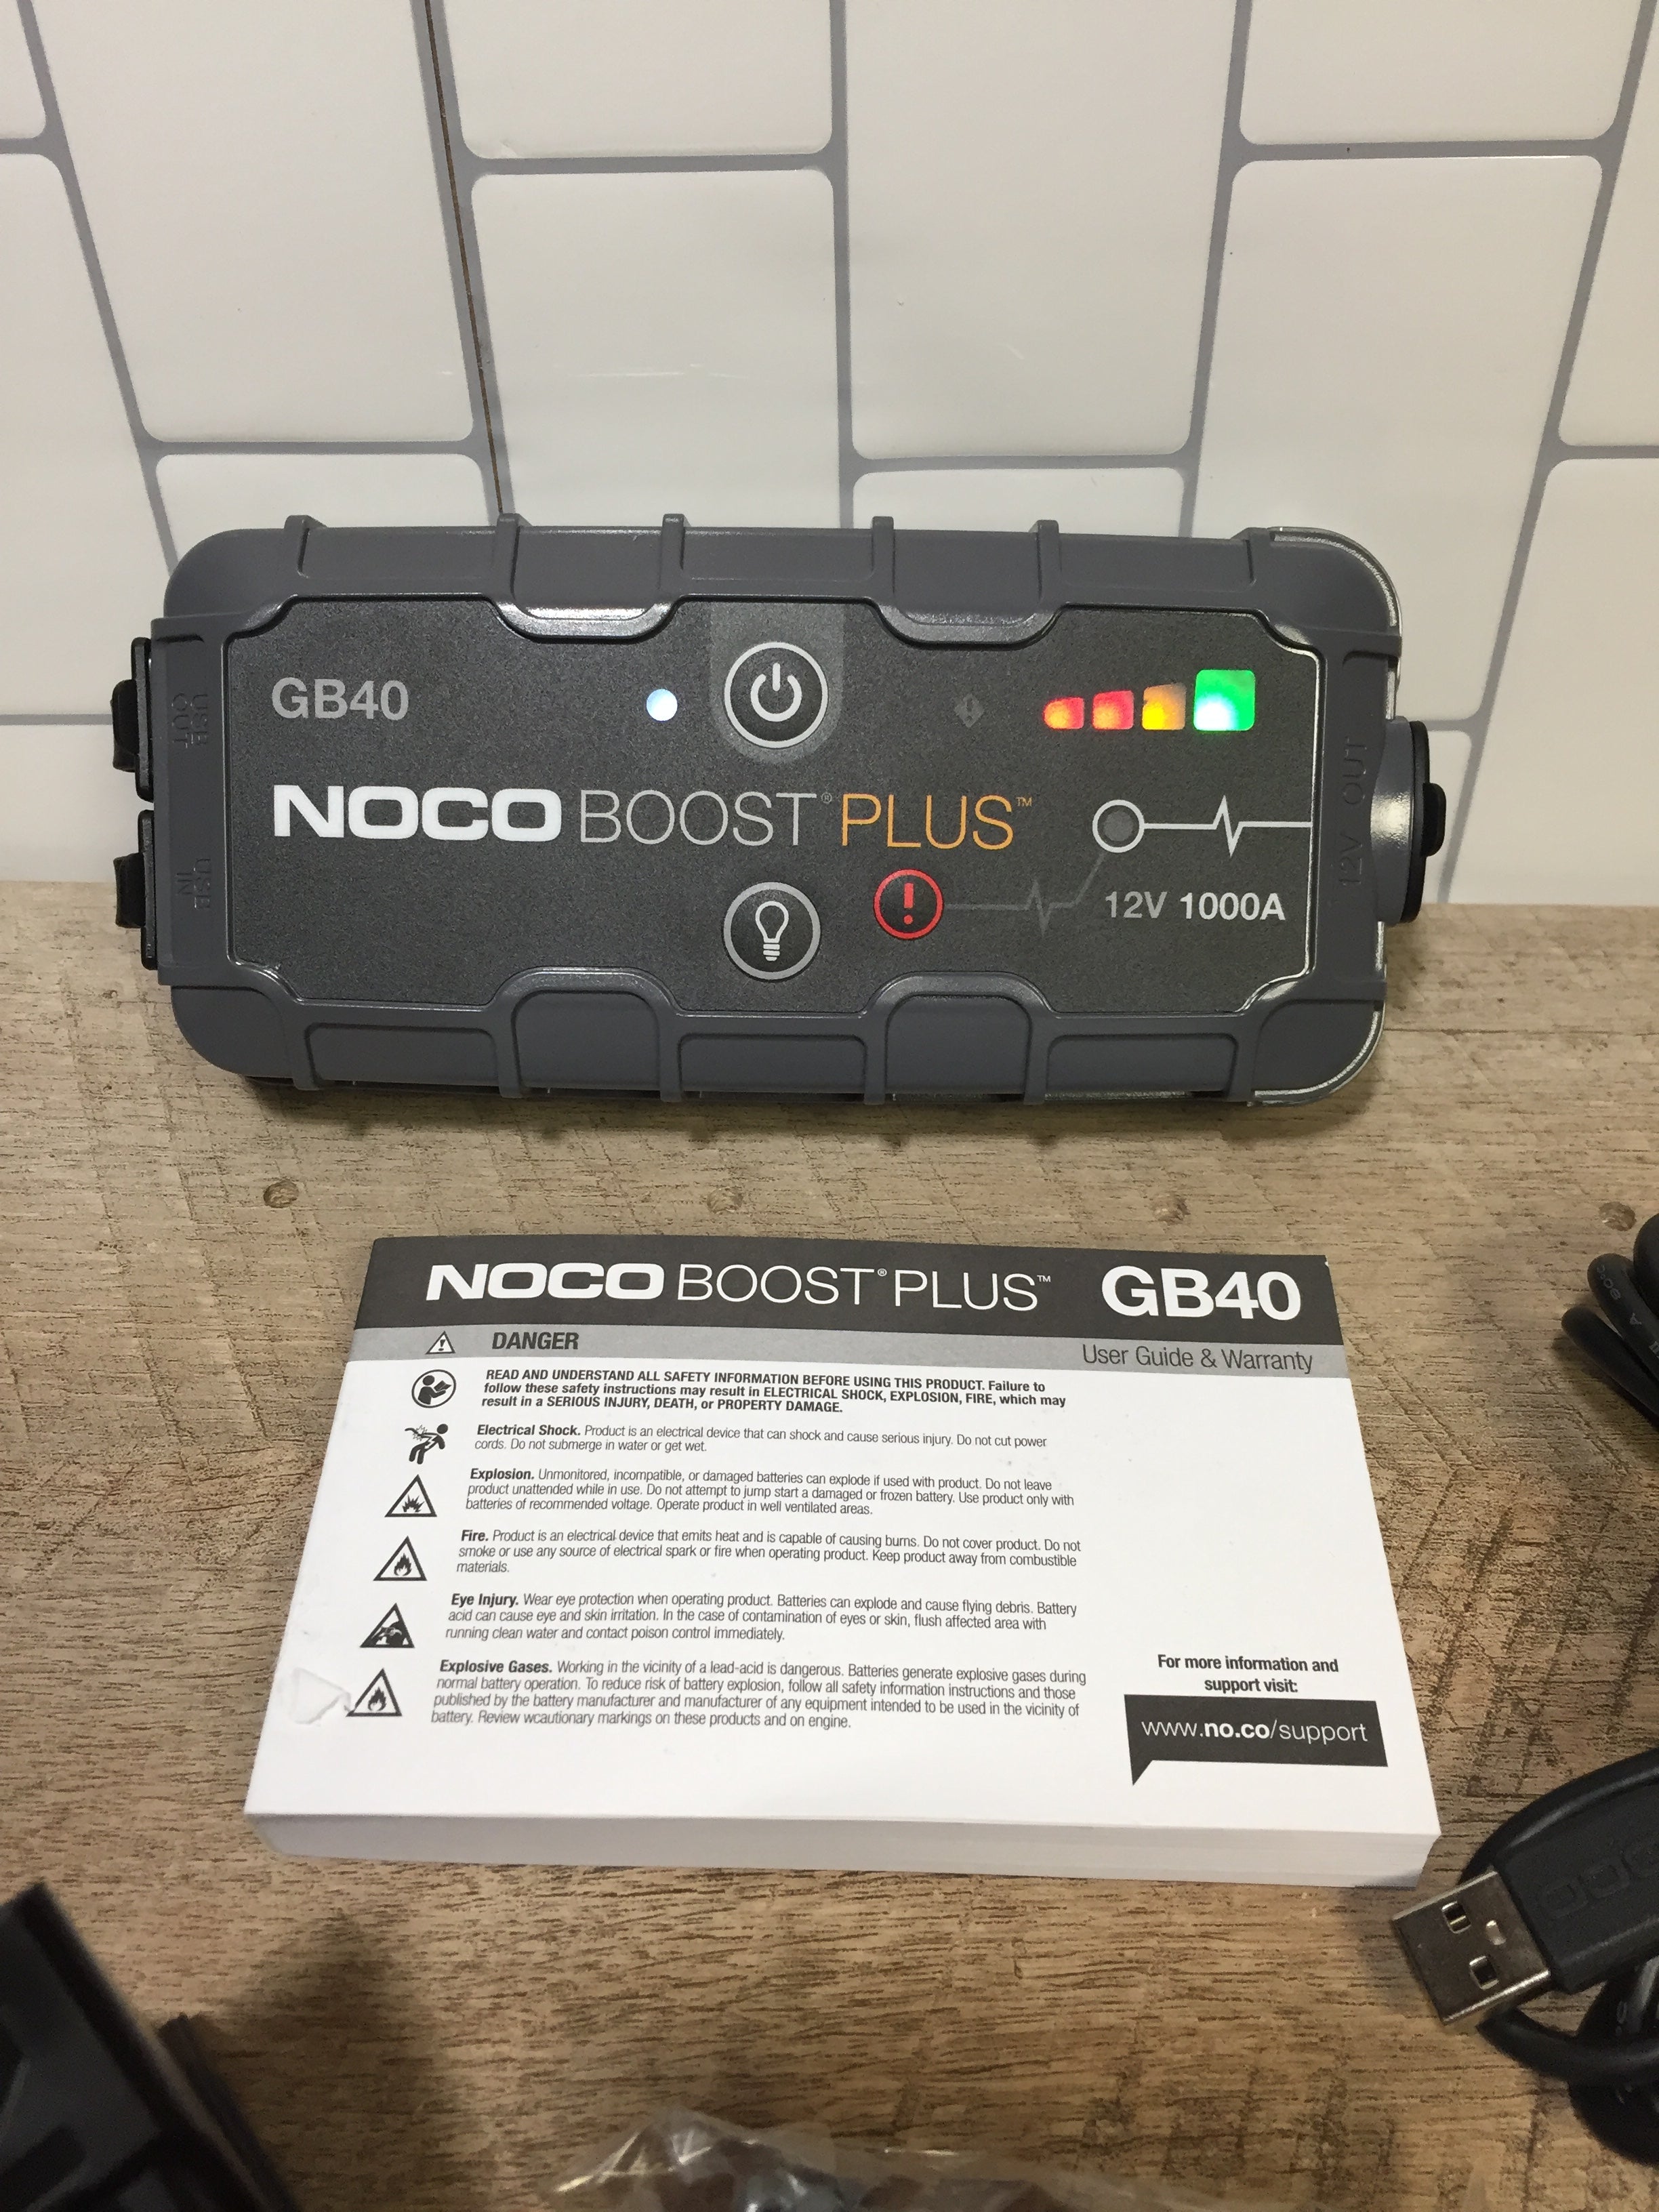 GB40
USB OUT
NOCO BOOST® PLUS™
USB IN
12V OUT
12V 1000A
NOCO BOOST® PLUS™ GB40
DANGER
User Guide & Warranty
READ AND UNDERSTAND ALL SAFETY INFORMATION BEFORE USING THIS PRODUCT. Failure to
follow these safety instructions may result in ELECTRICAL SHOCK, EXPLOSION, FIRE, which may
result in a SERIOUS INJURY, DEATH, or PROPERTY DAMAGE.
Electrical Shock. Product is an electrical device that can shock and cause serious injury. Do not cut power
cords. Do not submerge in water or get wet.
Explosion. Unmonitored, incompatible, or damaged batteries can explode if used with product. Do not leave
product unattended while in use. Do not attempt to jump start a damaged or frozen battery. Use product only with
batteries of recommended voltage. Operate product in well ventilated areas.
Fire. Product is an electrical device that emits heat and is capable of causing burns. Do not cover product. Do not
smoke or use any source of electrical spark or fire when operating product. Keep product away from combustible
materials.
Eye Injury. Wear eye protection when operating product. Batteries can explode and cause flying debris. Battery
acid can cause eye and skin irritation. In the case of contamination of eyes or skin, flush affected area with
running clean water and contact poison control immediately.
Explosive Gases. Working in the vicinity of a lead-acid is dangerous. Batteries generate explosive gases during
normal battery operation. To reduce risk of battery explosion, follow all safety information instructions and those
published by the battery manufacturer and manufacturer of any equipment intended to be used in the vicinity of
battery. Review wcautionary markings on these products and on engine.
For more information and
support visit:
www.no.co/support
NOCO